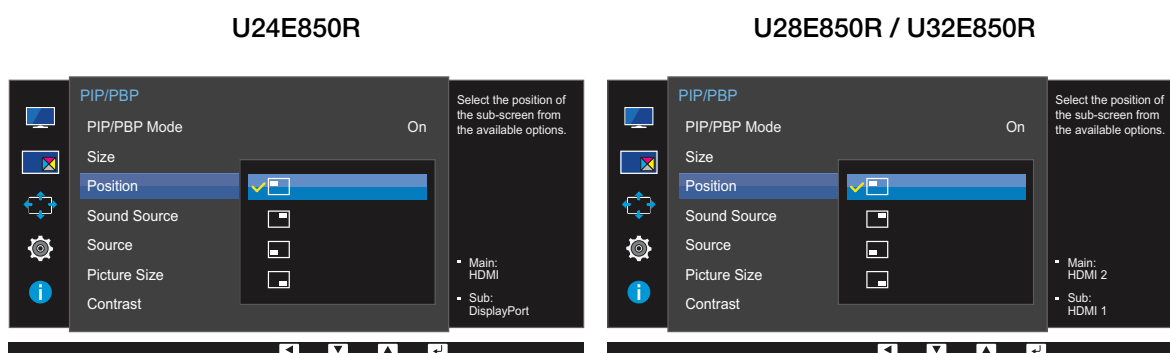 U24E850R
PIP/PBP
PIP/PBP Mode On
Size
Position
Sound Source
Source
Picture Size
Contrast
Select the position of
the sub-screen from
the available options.
Main:
HDMI
Sub:
DisplayPort
U28E850R / U32E850R
PIP/PBP
PIP/PBP Mode On
Size
Position
Sound Source
Source
Picture Size
Contrast
Select the position of
the sub-screen from
the available options.
Main:
HDMI 2
Sub:
HDMI 1